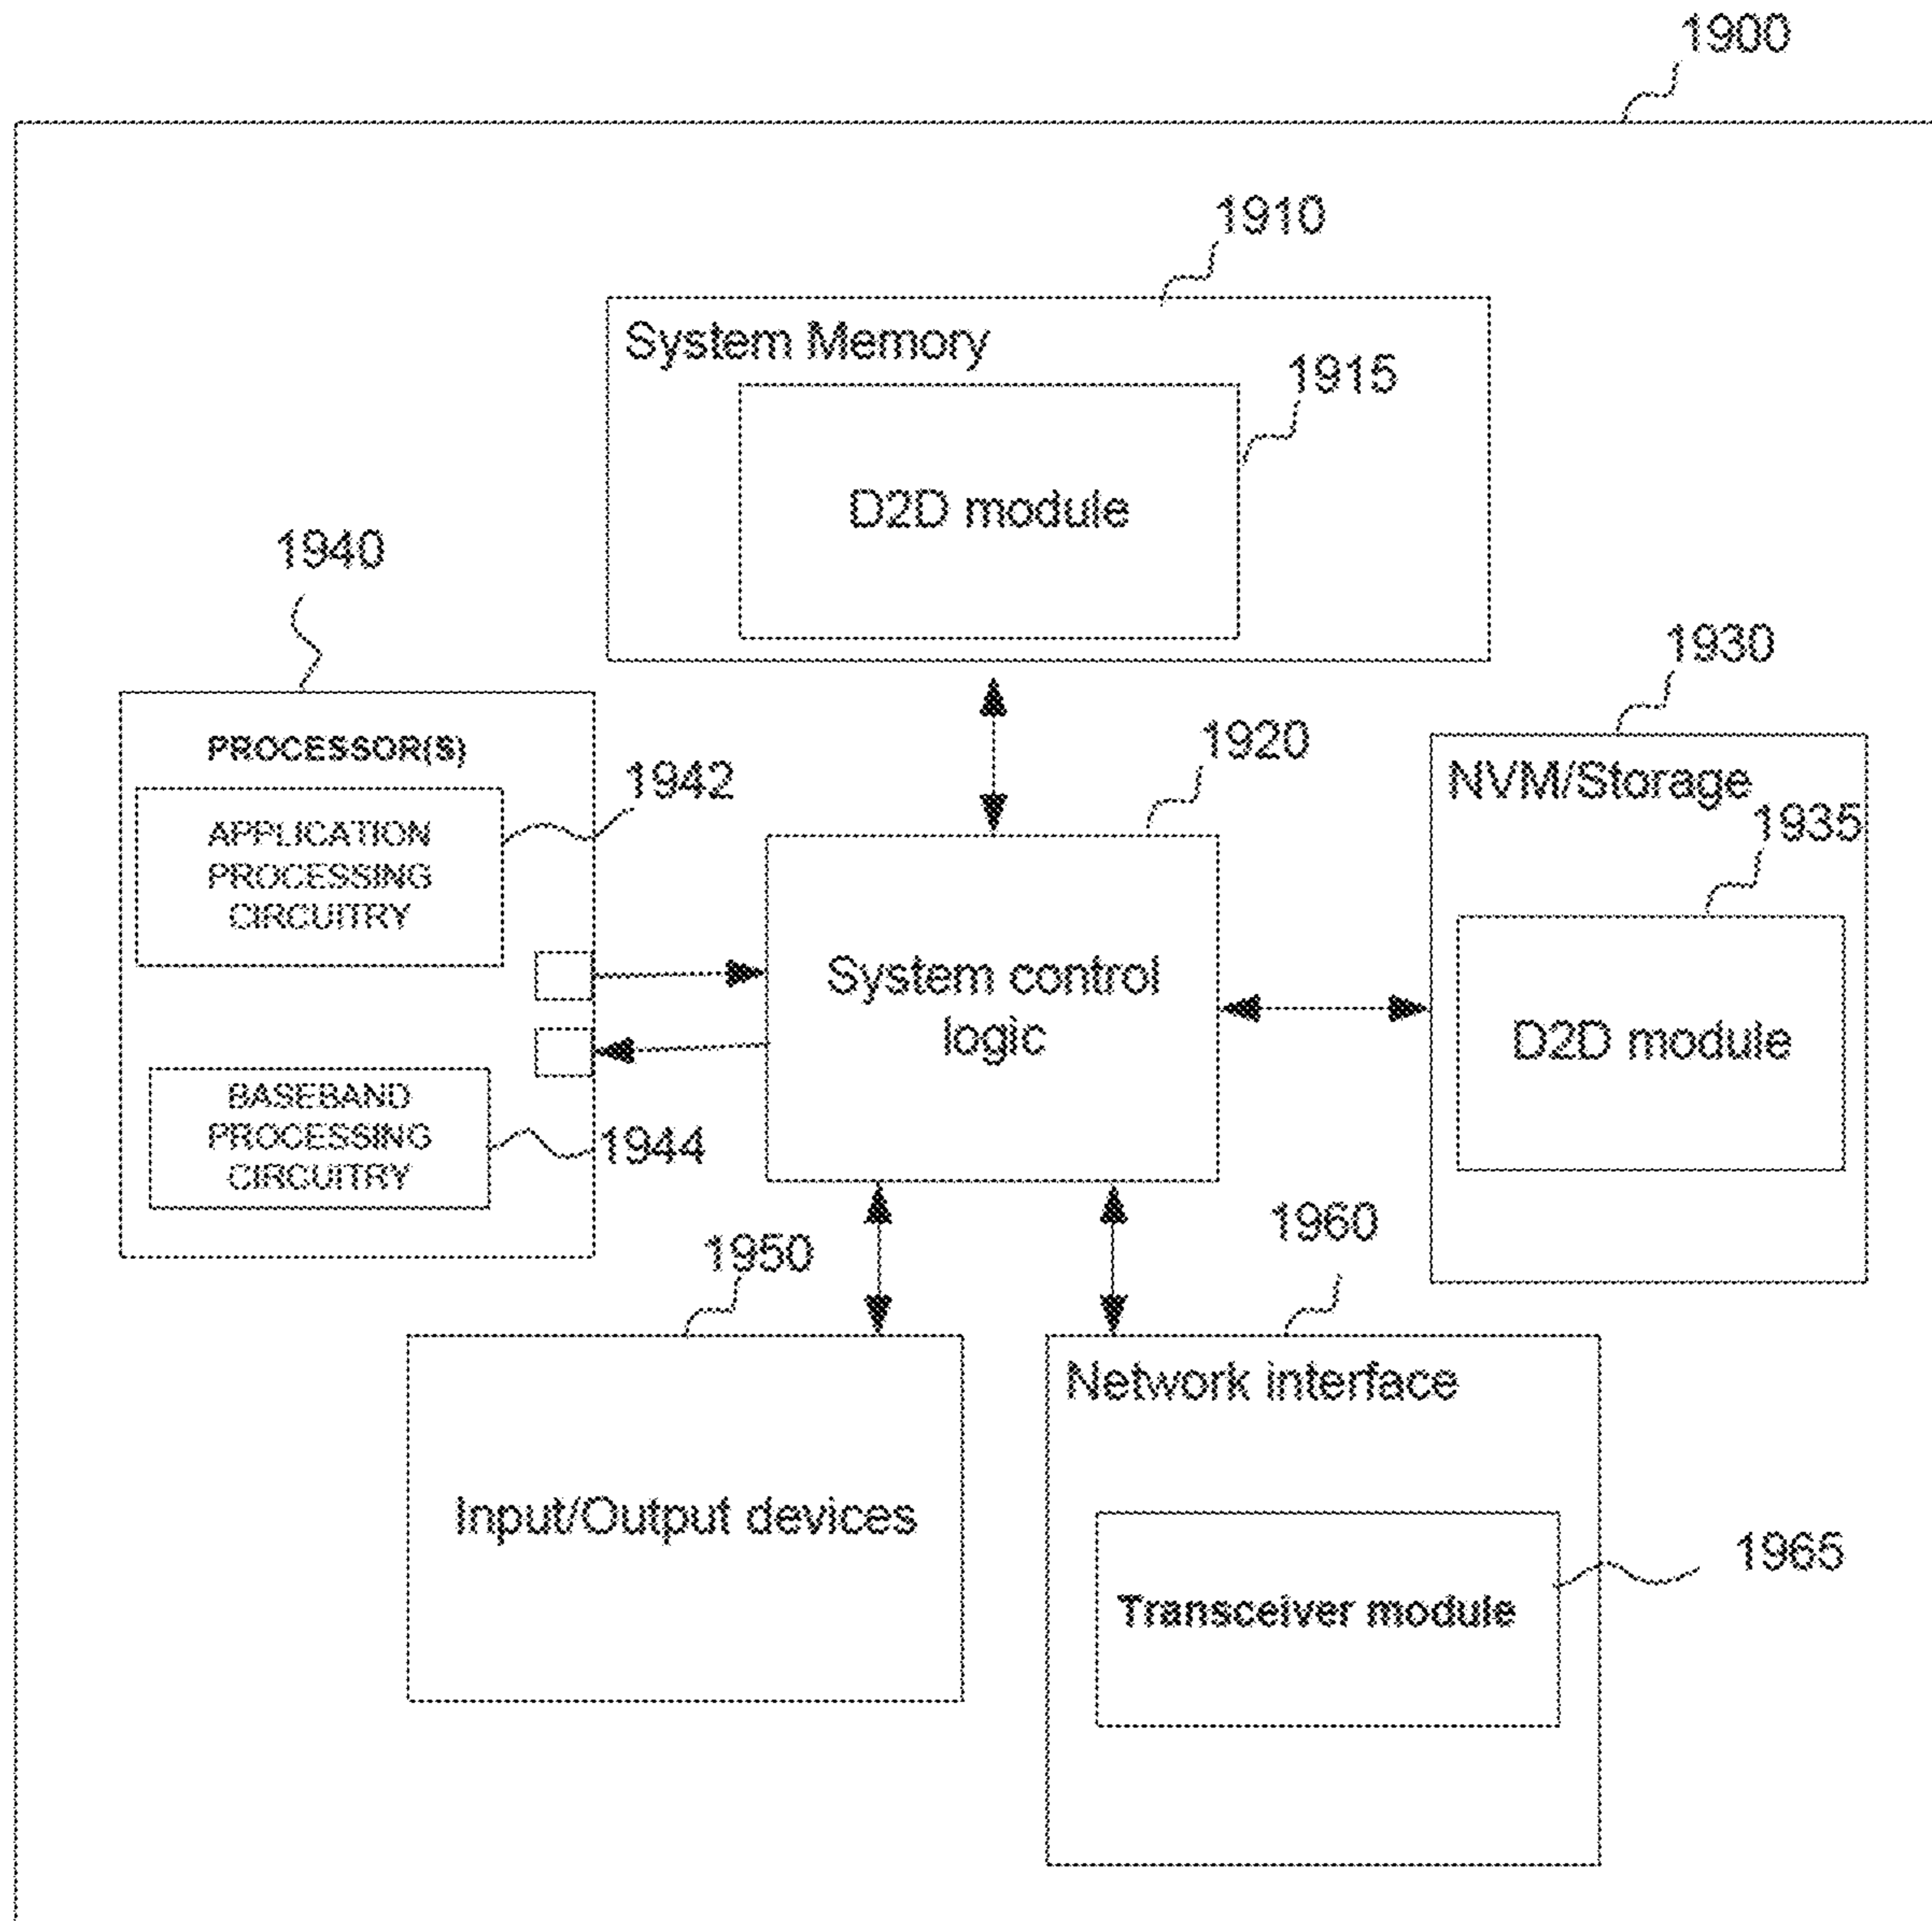 1900
1910
System Memory
1915
D2D module
1940
1930
PROCESSOR(S)
1920
1942
NVM/Storage
1935
APPLICATION
PROCESSING
CIRCUITRY
System control
logic
D2D module
BASEBAND
PROCESSING
CIRCUITRY
1944
1950
1960
Network interface
Input/Output devices
1965
Transceiver module